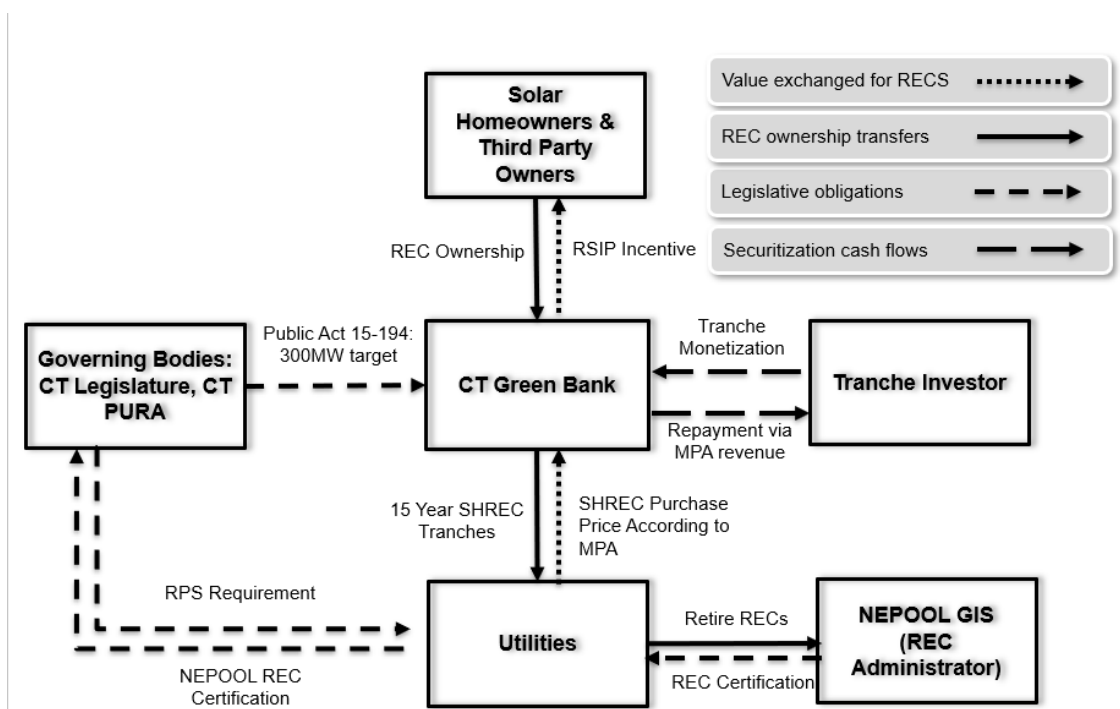 Solar
Homeowners &
Third Party
Owners
Value exchanged for RECS
REC ownership transfers
Legislative obligations
Securitization cash flows
REC Ownership
RSIP Incentive
Governing Bodies:
CT Legislature, CT
PURA
Public Act 15-194:
300MW target
CT Green Bank
Tranche
Monetization
Repayment via
MPA revenue
Tranche Investor
15 Year SHREC
Tranches
SHREC Purchase
Price According to
MPA
RPS Requirement
NEPOOL REC
Certification
Utilities
Retire RECs
REC Certification
NEPOOL GIS
(REC
Administrator)